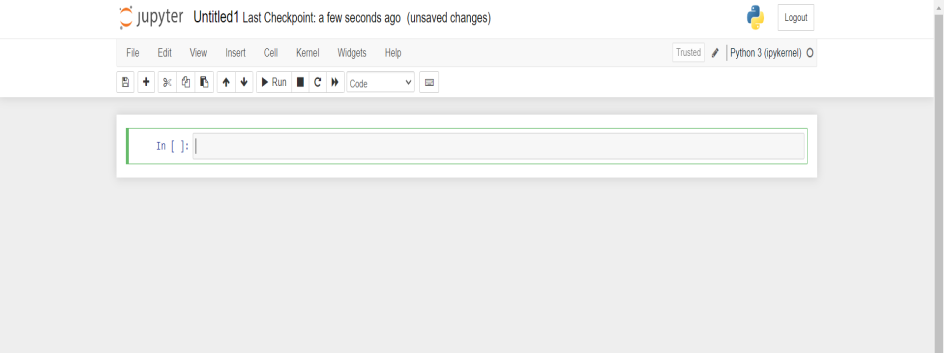 jupyter Untitled1 Last Checkpoint: a few seconds ago (unsaved changes) Logout
File Edit View Insert Cell Kernel Widgets Help Trusted Python 3 (ipykernel)
Run Code
In [ ]: